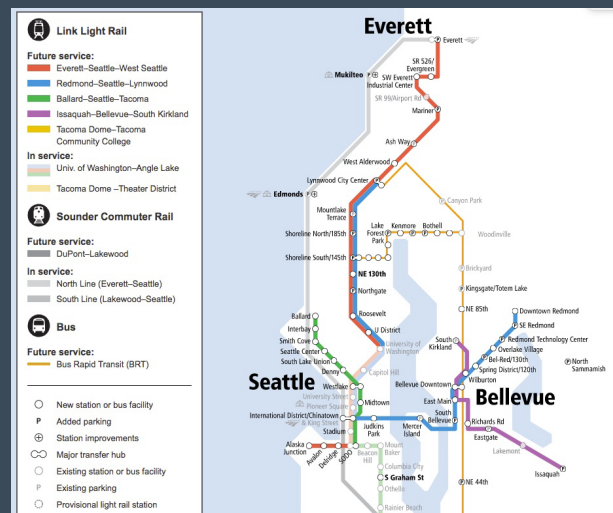 Link Light Rail
Future service:
Everett–Seattle–West Seattle
Redmond–Seattle–Lynnwood
Ballard–Seattle–Tacoma
Issaquah–Bellevue–South Kirkland
Tacoma Dome–Tacoma
Community College
In service:
Univ. of Washington–Angle Lake
Tacoma Dome –Theater District
Sounder Commuter Rail
Future service:
DuPont–Lakewood
In service:
North Line (Everett–Seattle)
South Line (Lakewood–Seattle)
Bus
Future service:
Bus Rapid Transit (BRT)
New station or bus facility
P Added parking
Station improvements
Major transfer hub
Existing station or bus facility
P Existing parking
Provisional light rail station
Everett
Everett
SR 526/
Evergreen
Mukilteo
SW Everett
Industrial Center
SR 99/Airport Rd
Mariner
Ash Way
West Alderwood
Lynnwood City Center
Edmonds
Canyon Park
Mountlake
Terrace
Shoreline North/185th
Lake
Forest
Park
Kenmore
Bothell
Woodinville
Shoreline South/145th
NE 130th
Brickyard
Northgate
Kingsgate/Totem Lake
Roosevelt
NE 85th
Downtown Redmond
Ballard
Interbay
U District
SE Redmond
Smith Cove
University of
Washington
South
Kirkland
Redmond Technology Center
Seattle Center
Overlake Village
South Lake Union
Bel-Red/130th
North
Sammamish
Denny
Capitol Hill
Spring District/120th
Seattle
Westlake
Bellevue Downtown
Wilburton
University Street
Bellevue
Pioneer Square
Midtown
East Main
International District/Chinatown
& King Street
Judkins
Park
Mercer
Island
South
Bellevue
Richards Rd
Stadium
Eastgate
Alaska
Junction
Avalon
Delridge
SODO
Beacon
Hill
Mount
Baker
Lakemont
Columbia City
Issaquah
S Graham St
Othello
NE 44th
Rainier Beach